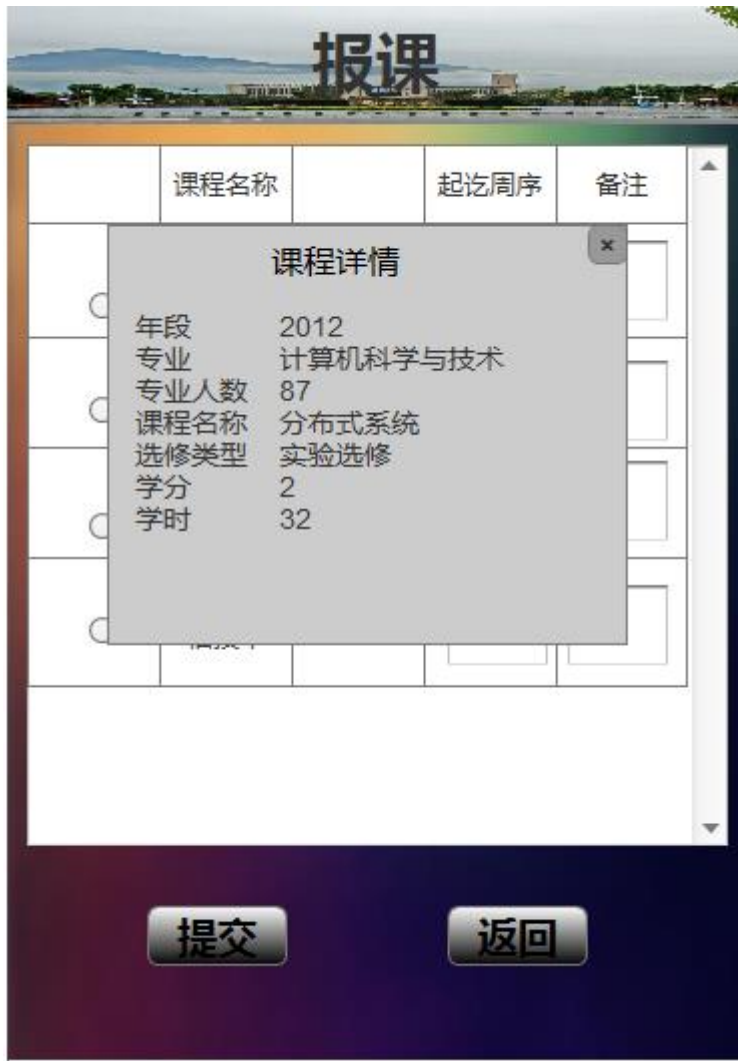 报课
课程名称 起讫周序 备注
课程详情 ×
年段 2012
专业 计算机科学与技术
专业人数 87
课程名称 分布式系统
选修类型 实验选修
学分 2
学时 32
提交 返回